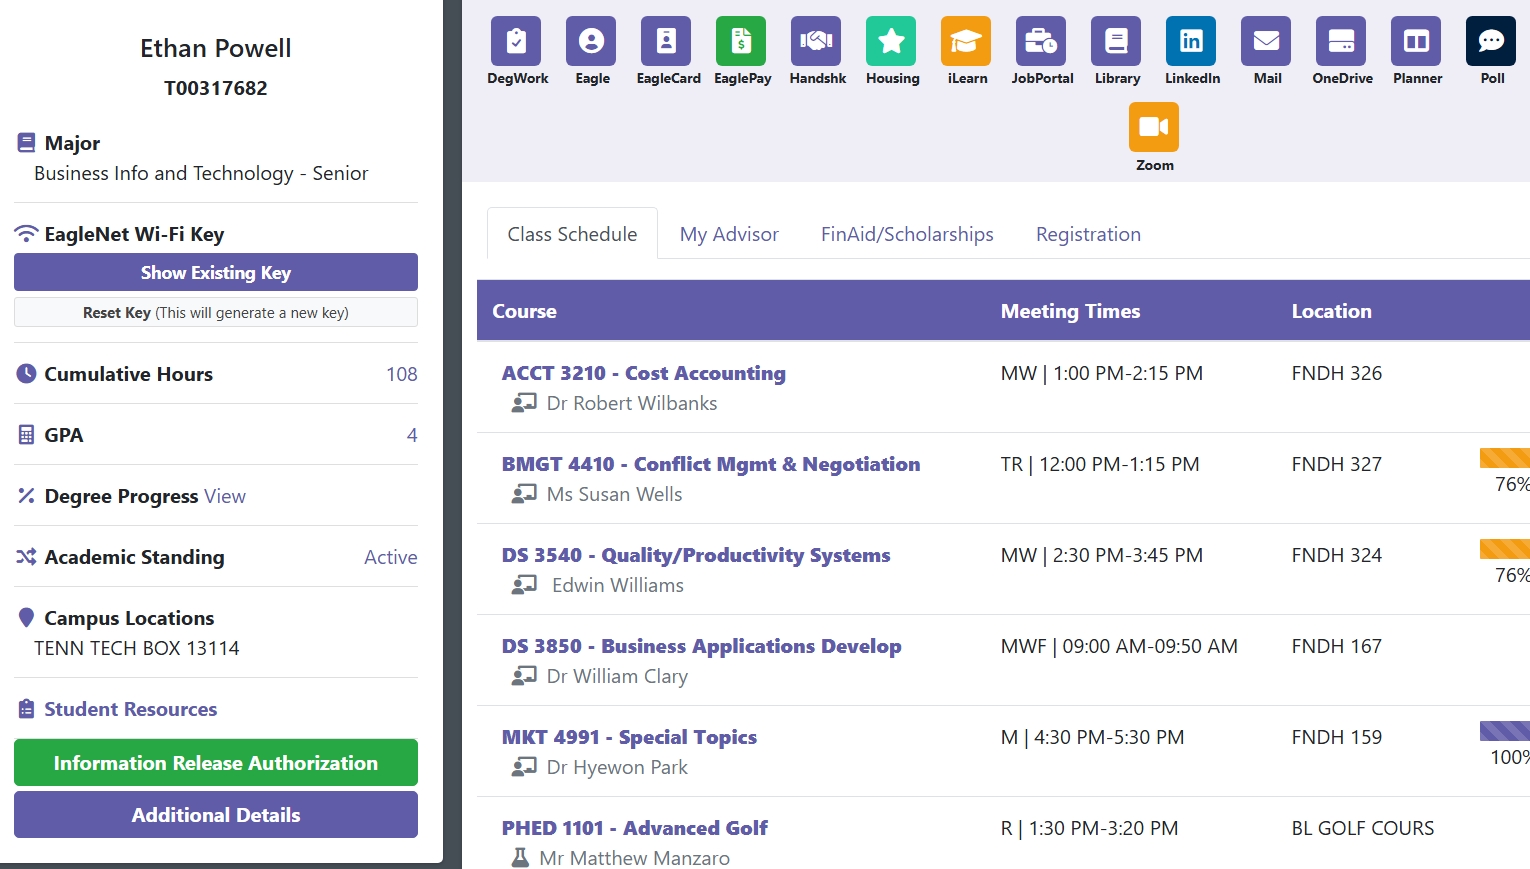 Ethan Powell
T00317682
Major
Business Info and Technology - Senior
EagleNet Wi-Fi Key
Show Existing Key
Reset Key (This will generate a new key)
Cumulative Hours 108
GPA 4
Degree Progress View
Academic Standing Active
Campus Locations
TENN TECH BOX 13114
Student Resources
Information Release Authorization
Additional Details
DegWork Eagle EagleCard EaglePay Handshk Housing iLearn JobPortal Library LinkedIn Mail OneDrive Planner Poll
Zoom
Class Schedule My Advisor FinAid/Scholarships Registration
Course Meeting Times Location
ACCT 3210 - Cost Accounting MW | 1:00 PM-2:15 PM FNDH 326
Dr Robert Wilbanks
BMGT 4410 - Conflict Mgmt & Negotiation TR | 12:00 PM-1:15 PM FNDH 327
Ms Susan Wells 76%
DS 3540 - Quality/Productivity Systems MW | 2:30 PM-3:45 PM FNDH 324
Edwin Williams 76%
DS 3850 - Business Applications Develop MWF | 09:00 AM-09:50 AM FNDH 167
Dr William Clary
MKT 4991 - Special Topics M | 4:30 PM-5:30 PM FNDH 159
Dr Hyewon Park 100%
PHED 1101 - Advanced Golf R | 1:30 PM-3:20 PM BL GOLF COURS
Mr Matthew Manzaro